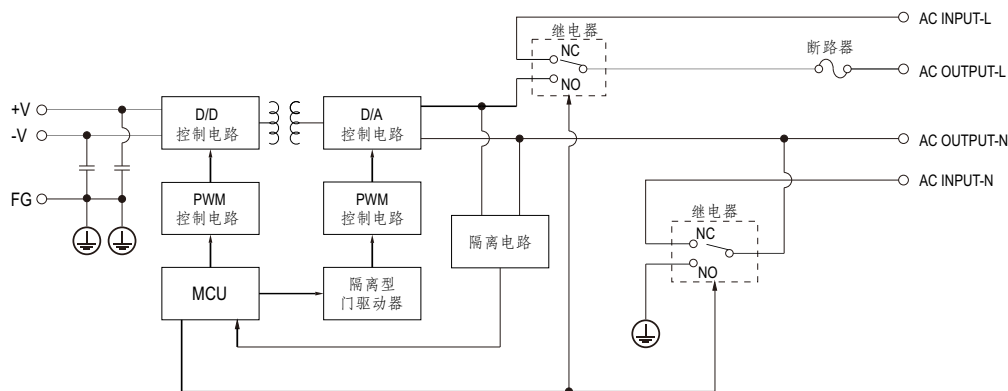 AC INPUT-L
继电器
NC
断路器
AC OUTPUT-L
NO
+V
D/D
控制电路
D/A
控制电路
-V
AC OUTPUT-N
AC INPUT-N
FG
PWM
控制电路
PWM
控制电路
继电器
隔离电路
NC
NO
MCU
隔离型
门驱动器